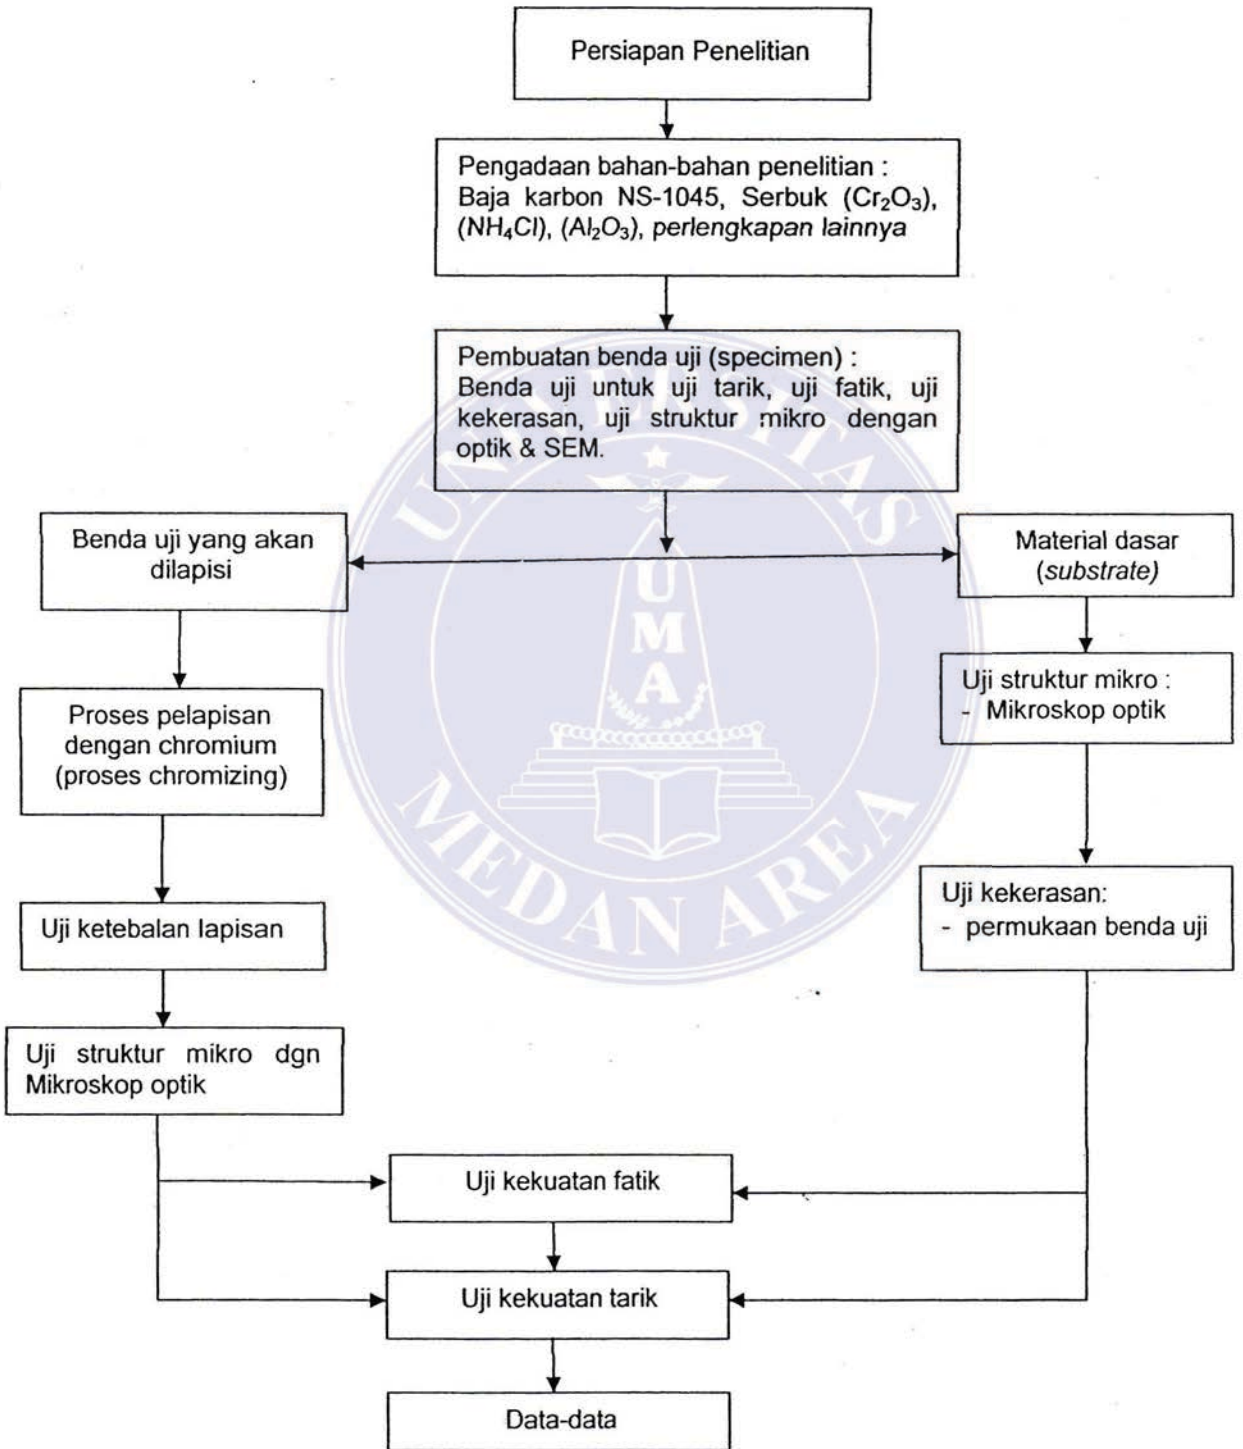 Persiapan Penelitian
Pengadaan bahan-bahan penelitian :
Baja karbon NS-1045, Serbuk (Cr₂O₃),
(NH₄Cl), (Al₂O₃), perlengkapan lainnya
Pembuatan benda uji (specimen) :
Benda uji untuk uji tarik, uji fatik, uji
kekerasan, uji struktur mikro dengan
optik & SEM.
Benda uji yang akan
dilapisi
Material dasar
(substrate)
Proses pelapisan
dengan chromium
(proses chromizing)
Uji struktur mikro :
- Mikroskop optik
Uji ketebalan lapisan
Uji kekerasan:
- permukaan benda uji
Uji struktur mikro dgn
Mikroskop optik
Uji kekuatan fatik
Uji kekuatan tarik
Data-data
UNIVERSITAS
UMA
MEDAN AREA